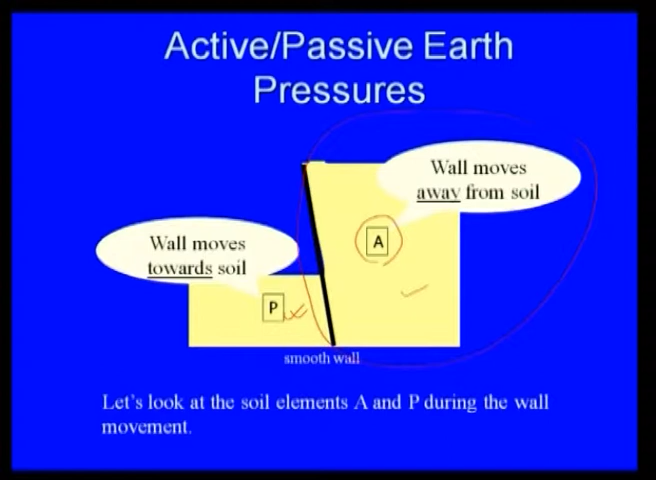 Active/Passive Earth
Pressures
Wall moves
away from soil
A
Wall moves
towards soil
P
smooth wall
Let's look at the soil elements A and P during the wall
movement.